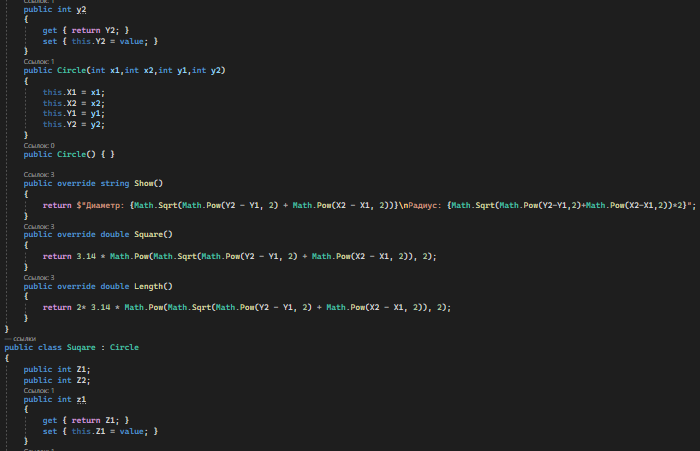 Ссылок: 1
public int y2
{
get { return Y2; }
set { this.Y2 = value; }
}
Ссылок: 1
public Circle(int x1,int x2,int y1,int y2)
{
this.X1 = x1;
this.X2 = x2;
this.Y1 = y1;
this.Y2 = y2;
}
Ссылок: 0
public Circle() { }
Ссылок: 3
public override string Show()
{
return $"Диаметр: {Math.Sqrt(Math.Pow(Y2 - Y1, 2) + Math.Pow(X2 - X1, 2))}\nРадиус: {Math.Sqrt(Math.Pow(Y2-Y1,2)+Math.Pow(X2-X1,2))*2}";
}
Ссылок: 3
public override double Square()
{
return 3.14 * Math.Pow(Math.Sqrt(Math.Pow(Y2 - Y1, 2) + Math.Pow(X2 - X1, 2)), 2);
}
Ссылок: 3
public override double Length()
{
return 2* 3.14 * Math.Pow(Math.Sqrt(Math.Pow(Y2 - Y1, 2) + Math.Pow(X2 - X1, 2)), 2);
}
}
— ссылки
public class Suqare : Circle
{
public int Z1;
public int Z2;
Ссылок: 1
public int z1
{
get { return Z1; }
set { this.Z1 = value; }
}